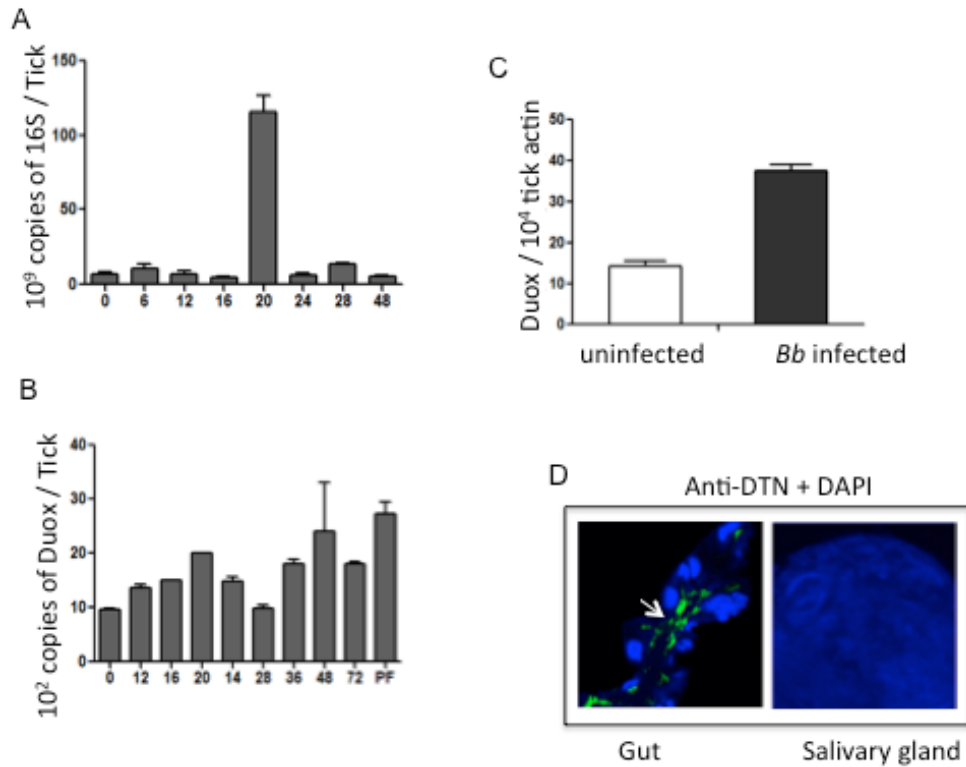 A
10⁹ copies of 16S / Tick
150
100
50
0
0 6 12 16 20 24 28 48
B
10² copies of Duox / Tick
40
30
20
10
0
0 12 16 20 14 28 36 48 72 PF
C
Duox / 10⁴ tick actin
50
40
30
20
10
0
uninfected Bb infected
D
Anti-DTN + DAPI
Gut Salivary gland